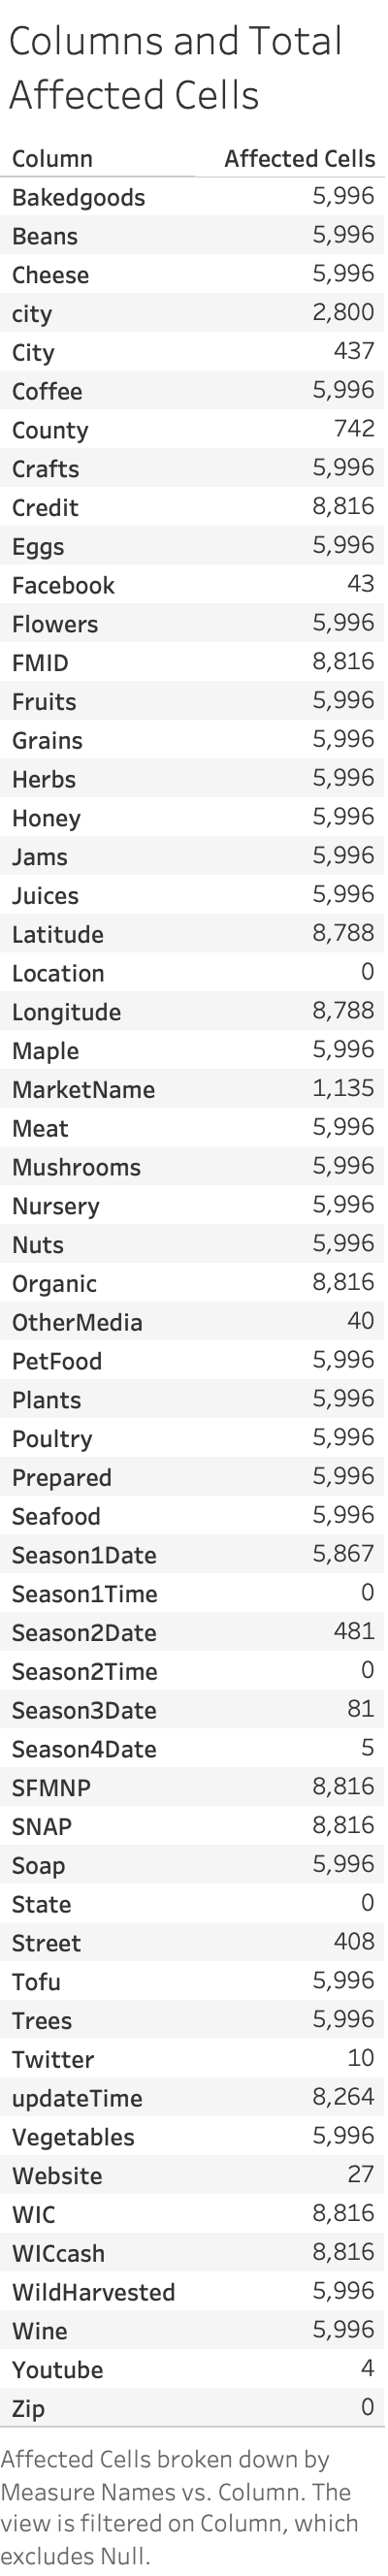 Columns and Total
Affected Cells
Column Affected Cells
Bakedgoods 5,996
Beans 5,996
Cheese 5,996
city 2,800
City 437
Coffee 5,996
County 742
Crafts 5,996
Credit 8,816
Eggs 5,996
Facebook 43
Flowers 5,996
FMID 8,816
Fruits 5,996
Grains 5,996
Herbs 5,996
Honey 5,996
Jams 5,996
Juices 5,996
Latitude 8,788
Location 0
Longitude 8,788
Maple 5,996
MarketName 1,135
Meat 5,996
Mushrooms 5,996
Nursery 5,996
Nuts 5,996
Organic 8,816
OtherMedia 40
PetFood 5,996
Plants 5,996
Poultry 5,996
Prepared 5,996
Seafood 5,996
Season1Date 5,867
Season1Time 0
Season2Date 481
Season2Time 0
Season3Date 81
Season4Date 5
SFMNP 8,816
SNAP 8,816
Soap 5,996
State 0
Street 408
Tofu 5,996
Trees 5,996
Twitter 10
updateTime 8,264
Vegetables 5,996
Website 27
WIC 8,816
WICcash 8,816
WildHarvested 5,996
Wine 5,996
Youtube 4
Zip 0
Affected Cells broken down by
Measure Names vs. Column. The
view is filtered on Column, which
excludes Null.